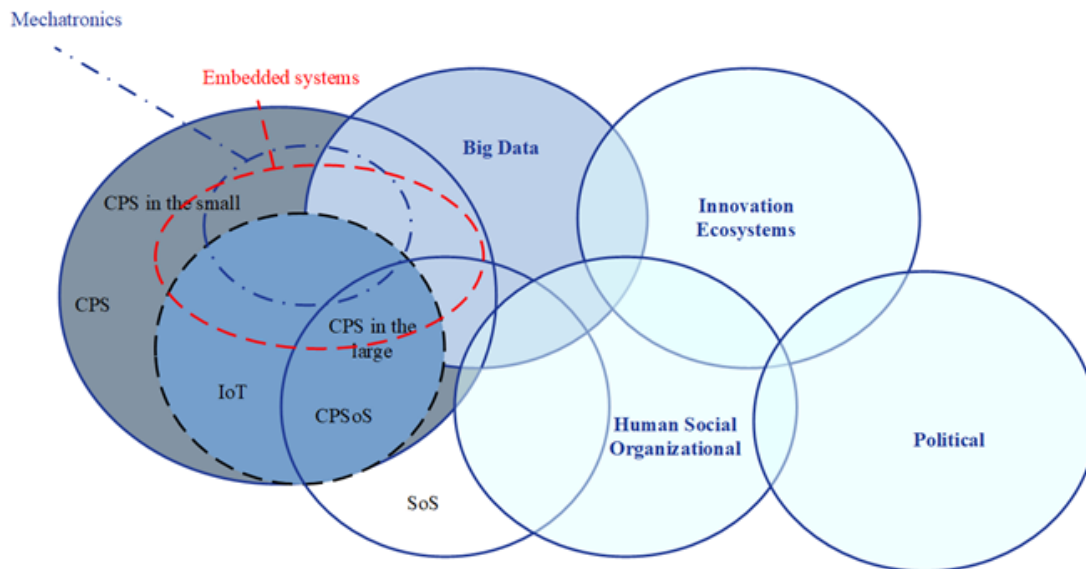 Mechatronics
Embedded systems
Big Data
CPS in the small
Innovation
Ecosystems
CPS
CPS in the
large
IoT
CPSoS
Human Social
Organizational
Political
SoS